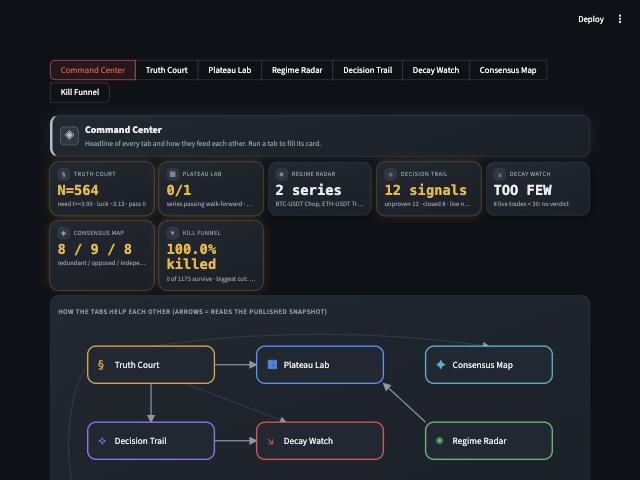 Deploy
Command Center
Truth Court
Plateau Lab
Regime Radar
Decision Trail
Decay Watch
Consensus Map
Kill Funnel
Command Center
Headline of every tab and how they feed each other. Run a tab to fill its card.
§ TRUTH COURT
N=564
need t>=3.95 · luck ~3.13 · pass 0
PLATEAU LAB
0/1
series passing walk-forward · …
REGIME RADAR
2 series
BTC-USDT Chop, ETH-USDT Tr…
DECISION TRAIL
12 signals
unproven 12 · closed 8 · live n…
DECAY WATCH
TOO FEW
8 live trades < 30: no verdict
CONSENSUS MAP
8 / 9 / 8
redundant / opposed / indepe…
KILL FUNNEL
100.0%
killed
0 of 1175 survive · biggest cut: …
HOW THE TABS HELP EACH OTHER (ARROWS = READS THE PUBLISHED SNAPSHOT)
§ Truth Court
Plateau Lab
Consensus Map
Decision Trail
Decay Watch
Regime Radar